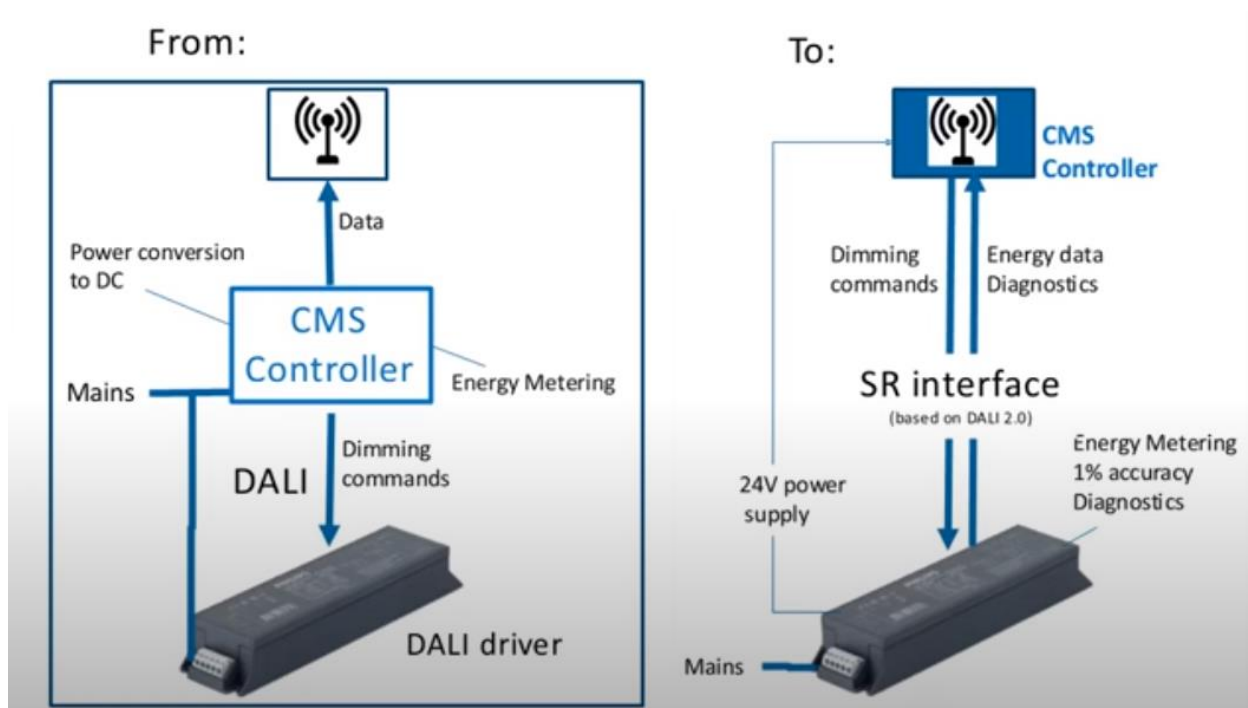 From:
Data
Power conversion
to DC
CMS
Controller
Mains
Energy Metering
Dimming
commands
DALI
DALI driver
To:
CMS
Controller
Dimming
commands
Energy data
Diagnostics
SR interface
(based on DALI 2.0)
Energy Metering
1% accuracy
Diagnostics
24V power
supply
Mains